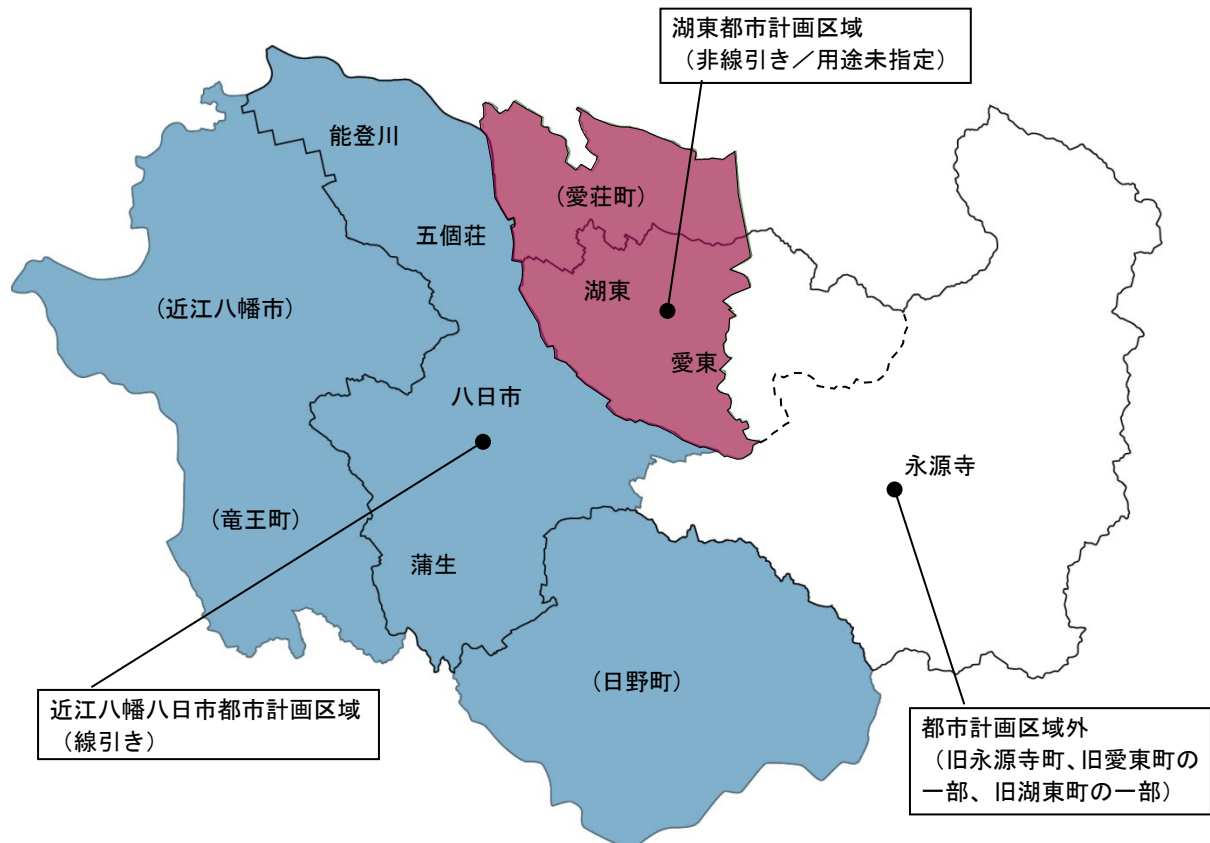 湖東都市計画区域
（非線引き／用途未指定）
能登川
（愛荘町）
五個荘
湖東
（近江八幡市）
愛東
八日市
永源寺
（竜王町）
蒲生
（日野町）
近江八幡八日市都市計画区域
（線引き）
都市計画区域外
（旧永源寺町、旧愛東町の
一部、旧湖東町の一部）